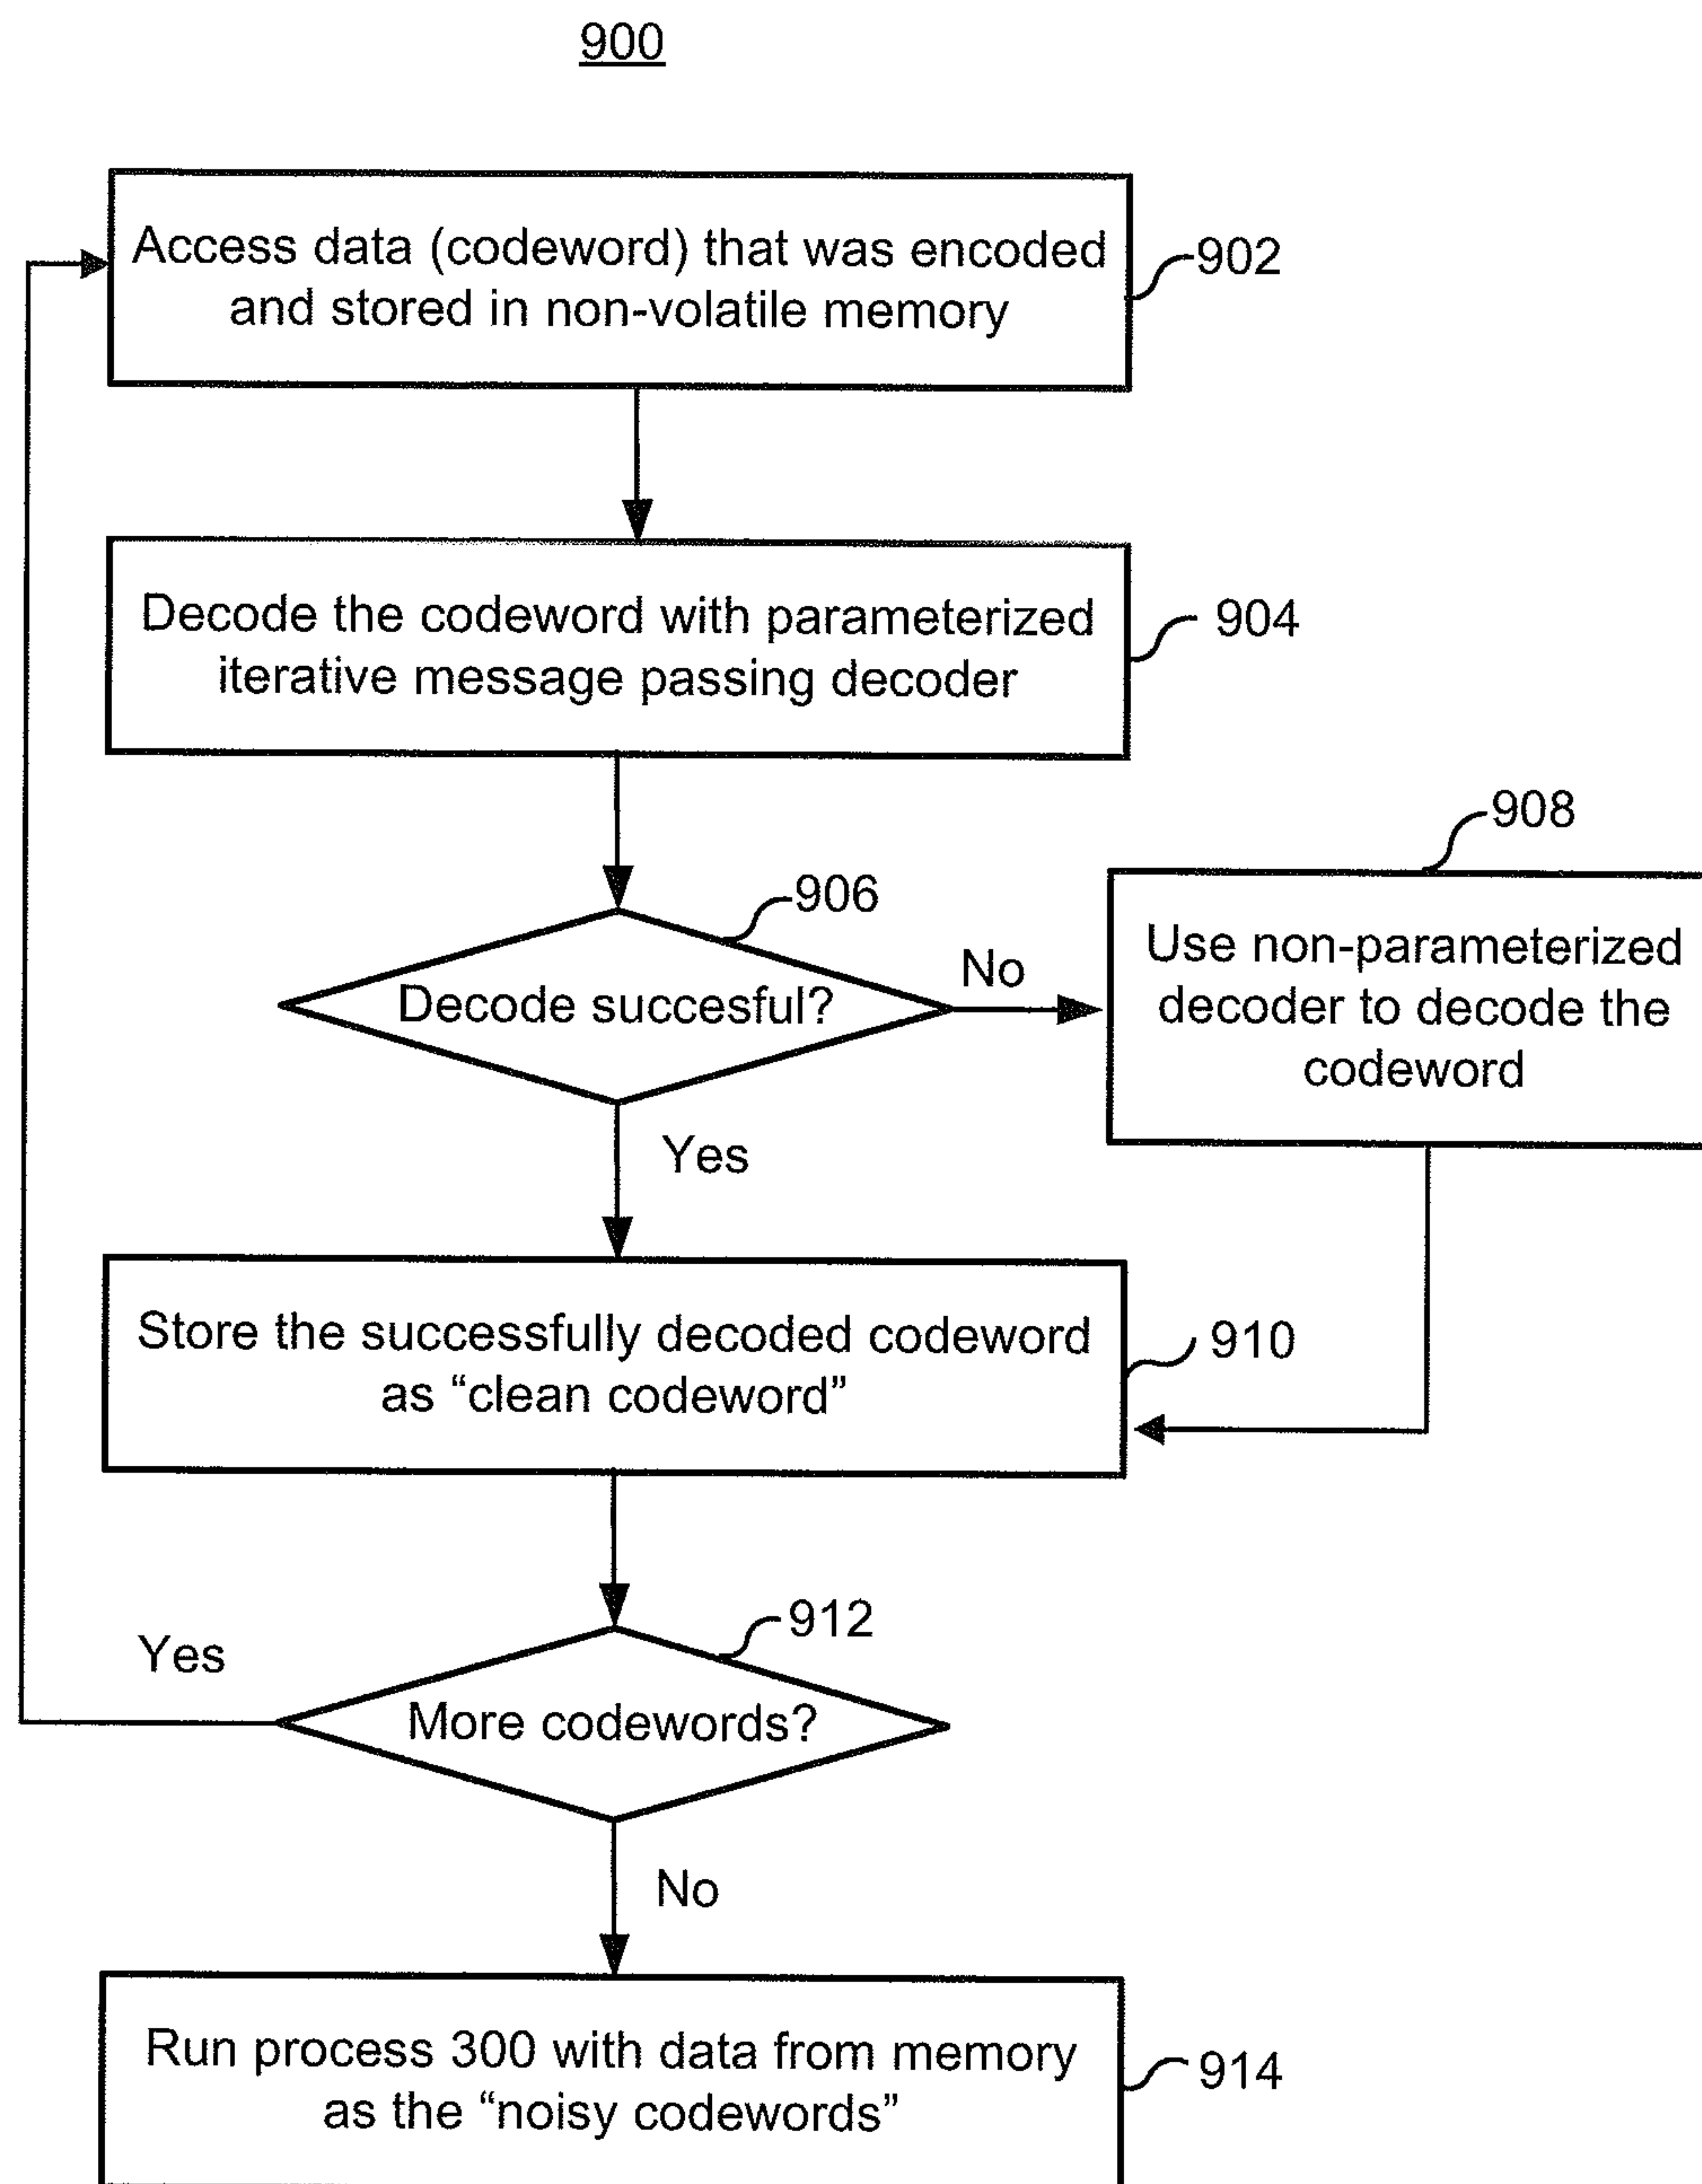 900
Access data (codeword) that was encoded
and stored in non-volatile memory
902
Decode the codeword with parameterized
iterative message passing decoder
904
906
Decode succesful?
No
908
Use non-parameterized
decoder to decode the
codeword
Yes
Store the successfully decoded codeword
as “clean codeword”
910
912
More codewords?
Yes
No
Run process 300 with data from memory
as the “noisy codewords”
914